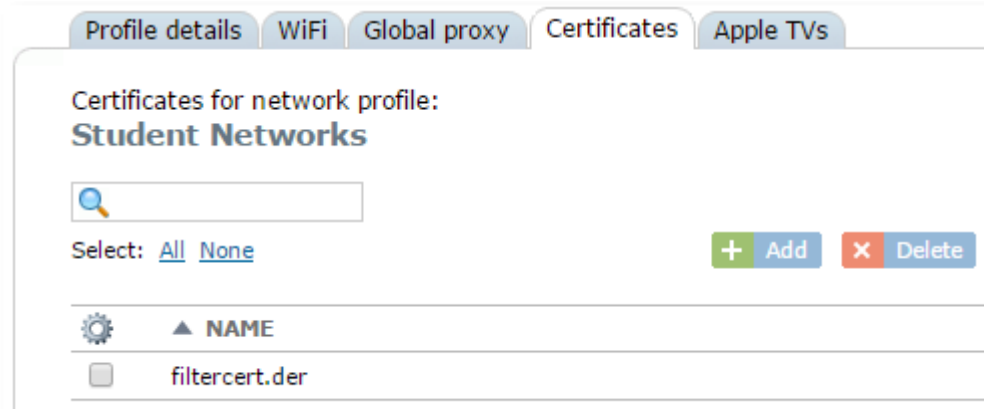 Profile details WiFi Global proxy Certificates Apple TVs
Certificates for network profile:
Student Networks
Select: All None + Add × Delete
▲ NAME
filtercert.der